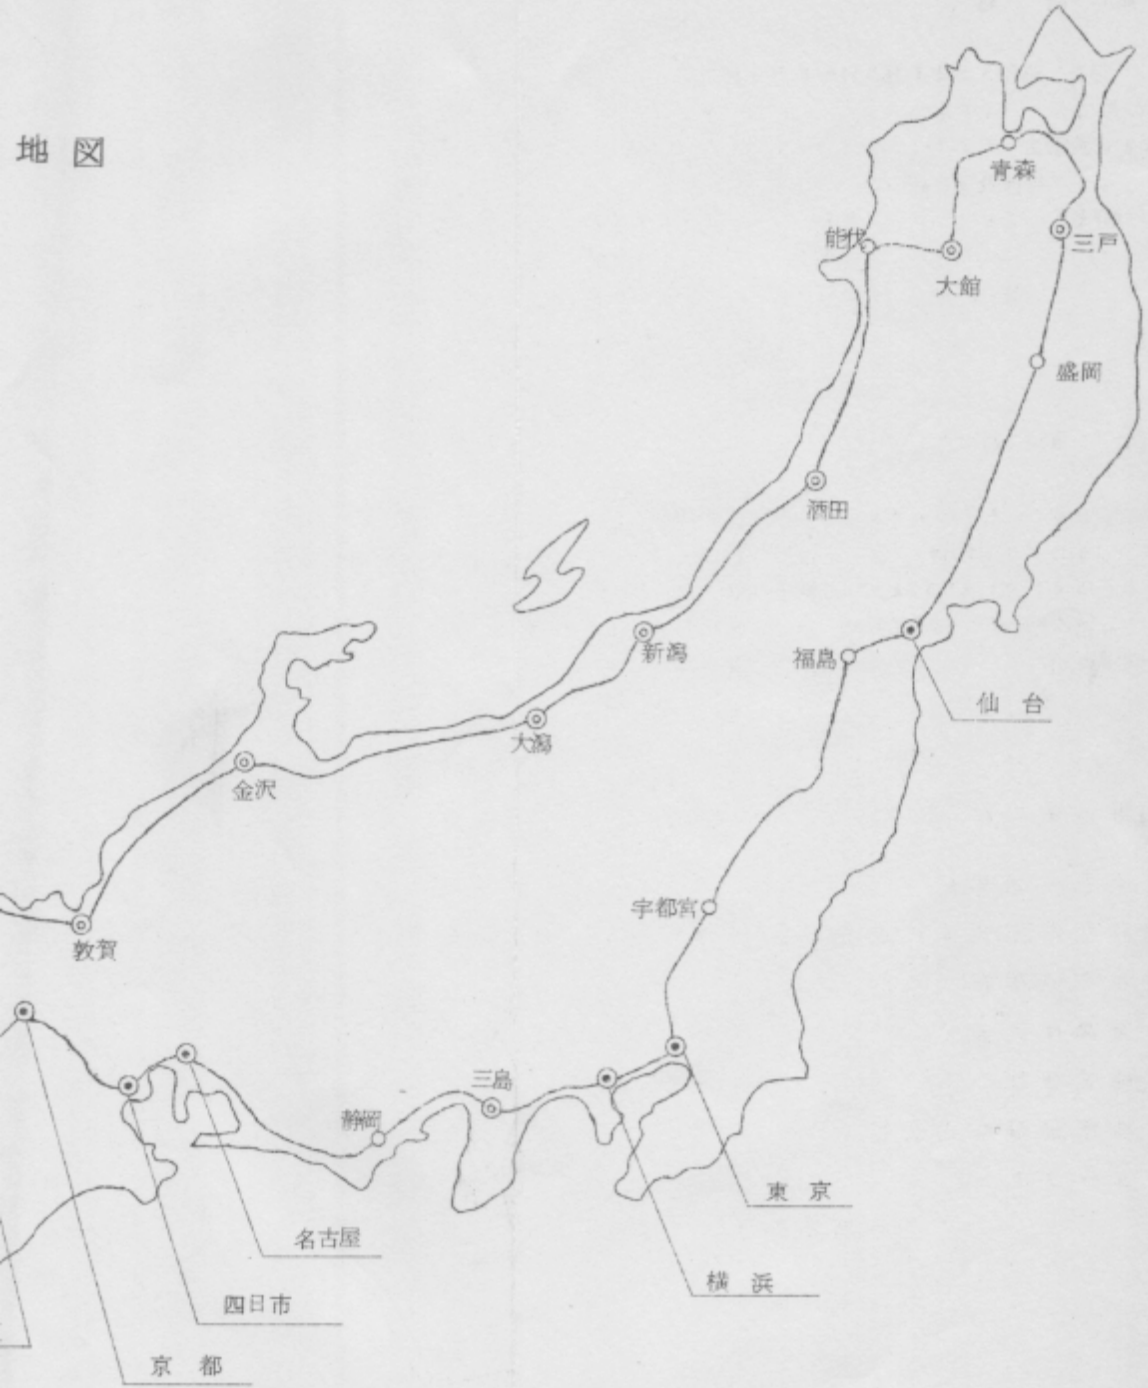 地図
青森
能伐
三戸
大館
盛岡
酒田
新潟
福島
仙台
大潟
金沢
宇都宮
敦賀
三島
静岡
東京
名古屋
横浜
四日市
京都